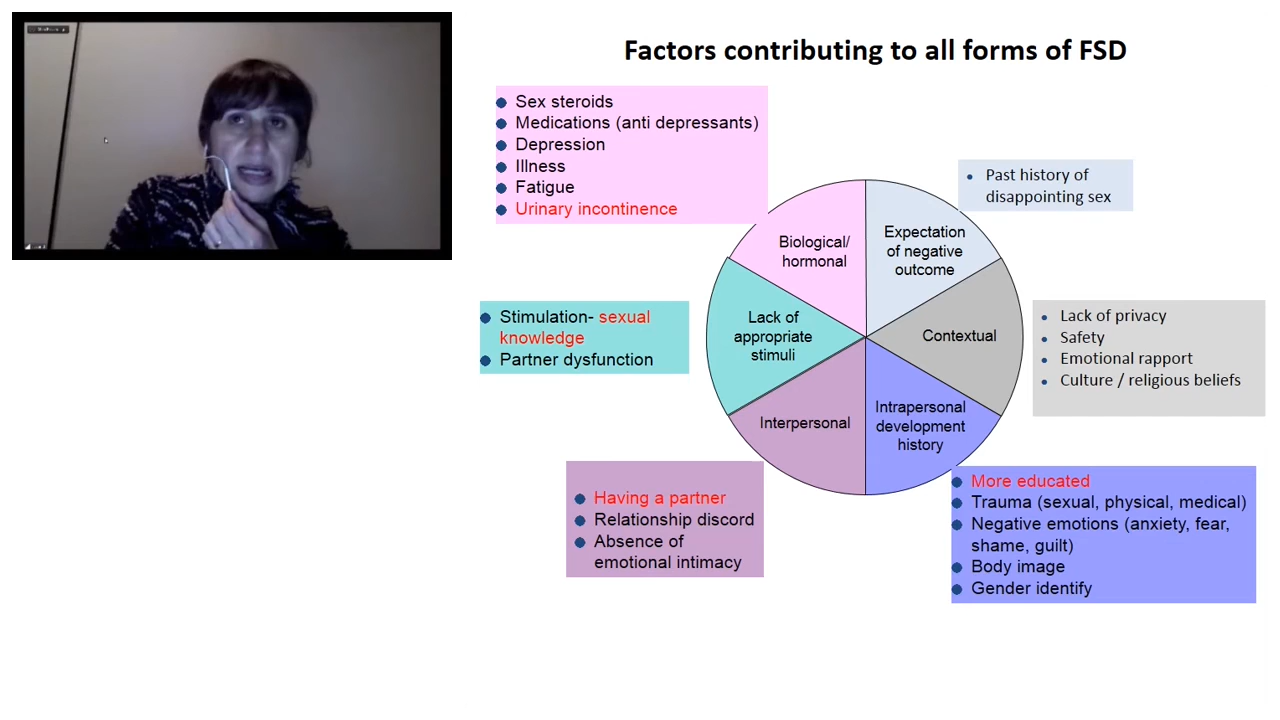 Factors contributing to all forms of FSD
Sex steroids
Medications (anti depressants)
Depression
Illness
Fatigue
Urinary incontinence
Past history of
disappointing sex
Biological/
hormonal
Expectation
of negative
outcome
Stimulation- sexual
knowledge
Partner dysfunction
Lack of
appropriate
stimuli
Contextual
Lack of privacy
Safety
Emotional rapport
Culture / religious beliefs
Interpersonal
Intrapersonal
development
history
Having a partner
Relationship discord
Absence of
emotional intimacy
More educated
Trauma (sexual, physical, medical)
Negative emotions (anxiety, fear,
shame, guilt)
Body image
Gender identify